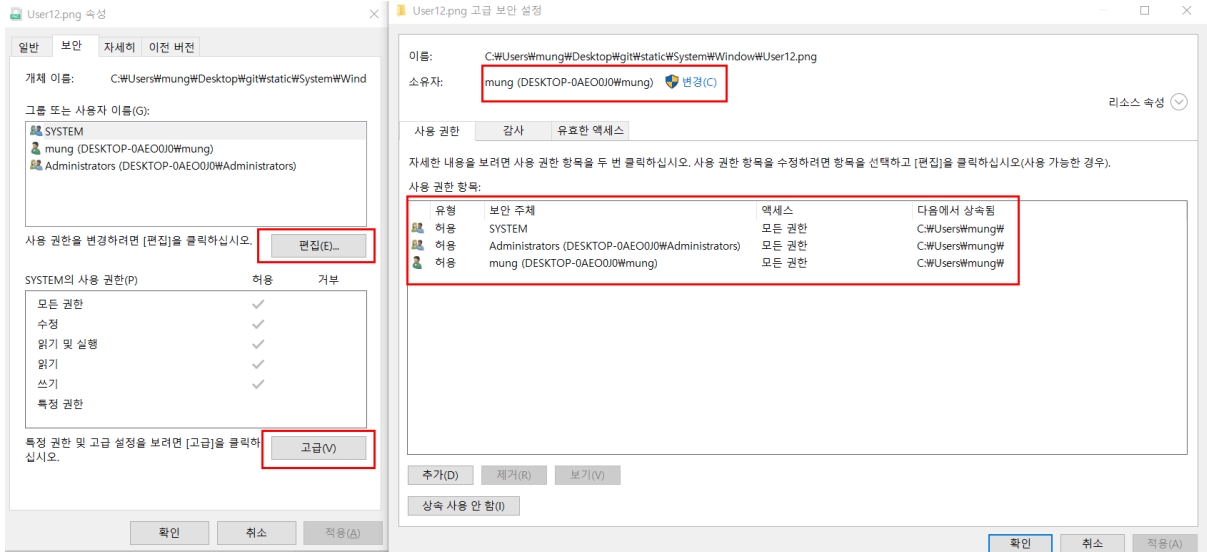 User12.png 속성
일반 보안 자세히 이전 버전
개체 이름: C:₩Users₩mung₩Desktop₩git₩static₩System₩Wind
그룹 또는 사용자 이름(G):
SYSTEM
mung (DESKTOP-0AEO0J0₩mung)
Administrators (DESKTOP-0AEO0J0₩Administrators)
사용 권한을 변경하려면 [편집]을 클릭하십시오.
편집(E)...
SYSTEM의 사용 권한(P) 허용 거부
모든 권한
수정
읽기 및 실행
읽기
쓰기
특정 권한
특정 권한 및 고급 설정을 보려면 [고급]을 클릭하
십시오.
고급(V)
확인 취소 적용(A)
User12.png 고급 보안 설정
이름: C:₩Users₩mung₩Desktop₩git₩static₩System₩Window₩User12.png
소유자: mung (DESKTOP-0AEO0J0₩mung) 변경(C)
리소스 속성
사용 권한 감사 유효한 액세스
자세한 내용을 보려면 사용 권한 항목을 두 번 클릭하십시오. 사용 권한 항목을 수정하려면 항목을 선택하고 [편집]을 클릭하십시오(사용 가능한 경우).
사용 권한 항목:
유형 보안 주체 액세스 다음에서 상속됨
허용 SYSTEM 모든 권한 C:₩Users₩mung₩
허용 Administrators (DESKTOP-0AEO0J0₩Administrators) 모든 권한 C:₩Users₩mung₩
허용 mung (DESKTOP-0AEO0J0₩mung) 모든 권한 C:₩Users₩mung₩
추가(D) 제거(R) 보기(V)
상속 사용 안 함(I)
확인 취소 적용(A)